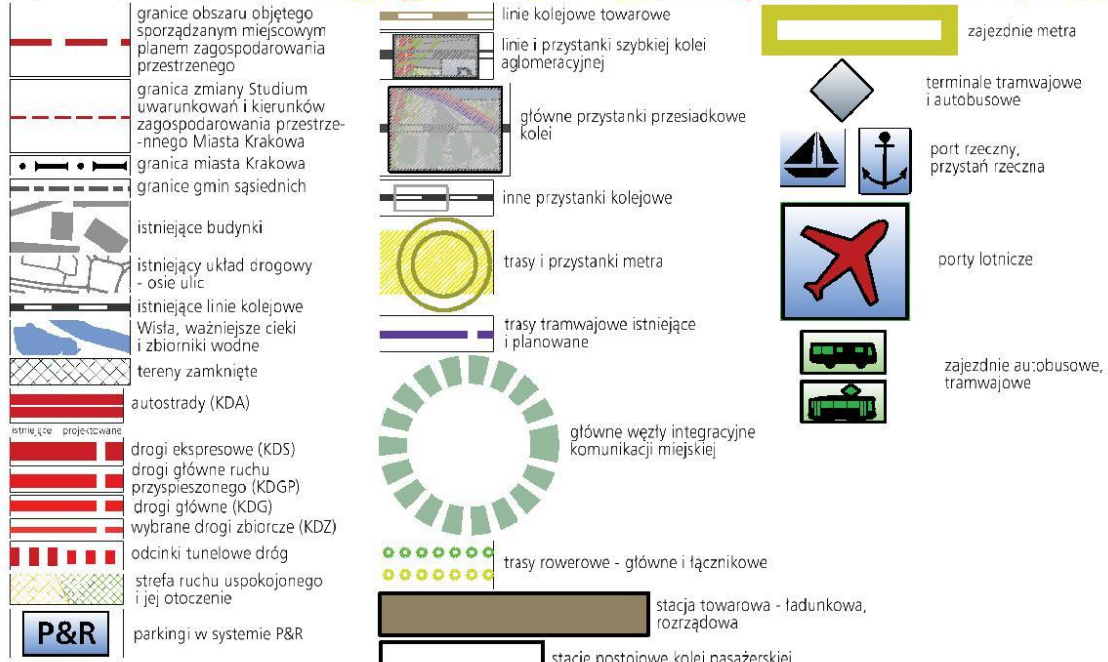 granice obszaru objętego
sporządzanym miejscowym
planem zagospodarowania
przestrzenego
granica zmiany Studium
uwarunkowań i kierunków
zagospodarowania przestrze-
-nnego Miasta Krakowa
granica miasta Krakowa
granice gmin sąsiednich
istniejące budynki
istniejący układ drogowy
- osie ulic
istniejące linie kolejowe
Wisła, ważniejsze cieki
i zbiorniki wodne
tereny zamknięte
autostrady (KDA)
istniejące projektowane
drogi ekspresowe (KDS)
drogi główne ruchu
przyspieszonego (KDGP)
drogi główne (KDG)
wybrane drogi zbiorcze (KDZ)
odcinki tunelowe dróg
strefa ruchu uspokojonego
i jej otoczenie
P&R
parkingi w systemie P&R
linie kolejowe towarowe
linie i przystanki szybkiej kolei
aglomeracyjnej
główne przystanki przesiadkowe
kolei
inne przystanki kolejowe
trasy i przystanki metra
trasy tramwajowe istniejące
i planowane
główne węzły integracyjne
komunikacji miejskiej
trasy rowerowe - główne i łącznikowe
stacja towarowa - ładunkowa,
rozrządowa
stacje postojowe kolei pasażerskiej
zajezdnie metra
terminale tramwajowe
i autobusowe
port rzeczny,
przystań rzeczna
porty lotnicze
zajezdnie autobusowe,
tramwajowe